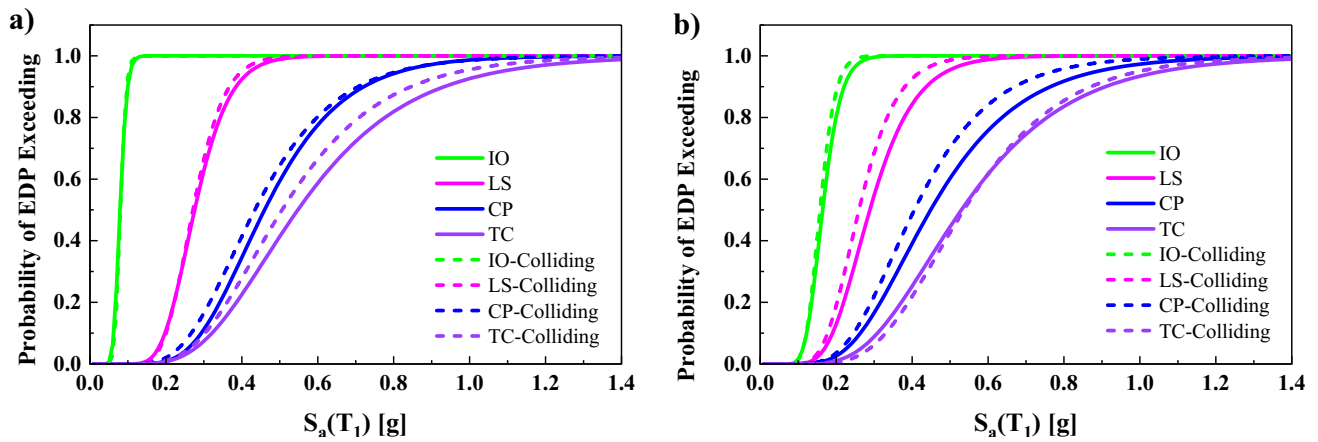 a)
Probability of EDP Exceeding
1.0
0.8
0.6
0.4
0.2
0.0
IO
LS
CP
TC
IO-Colliding
LS-Colliding
CP-Colliding
TC-Colliding
0.0 0.2 0.4 0.6 0.8 1.0 1.2 1.4
Sa(T1) [g]
b)
Probability of EDP Exceeding
1.0
0.8
0.6
0.4
0.2
0.0
IO
LS
CP
TC
IO-Colliding
LS-Colliding
CP-Colliding
TC-Colliding
0.0 0.2 0.4 0.6 0.8 1.0 1.2 1.4
Sa(T1) [g]